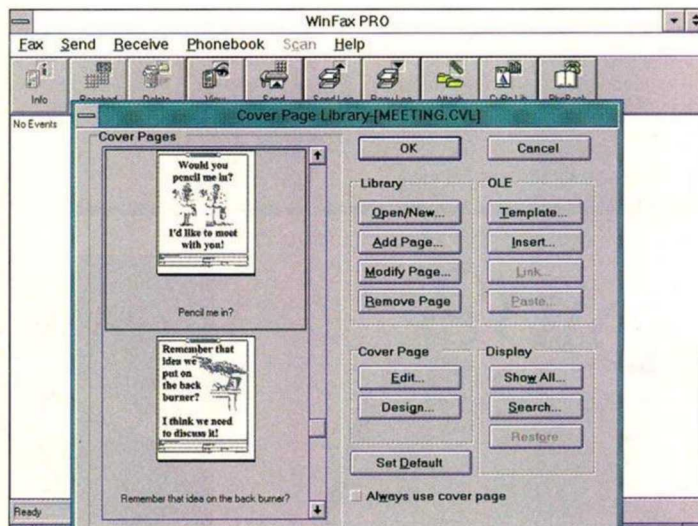 WinFax PRO
Fax Send Receive Phonebook Scan Help
Info
No Events
Cover Page Library-[MEETING.CVL]
Cover Pages
Would you
pencil me in?
I'd like to meet
with you!
Pencil me in?
Remember that
idea we
put on
the back
burner?
I think we need
to discuss it!
Remember that idea on the back burner?
OK Cancel
Library
Open/New...
Add Page...
Modify Page...
Remove Page
OLE
Template...
Insert...
Link...
Paste...
Cover Page
Edit...
Design...
Display
Show All...
Search...
Restore
Set Default
Always use cover page
Ready